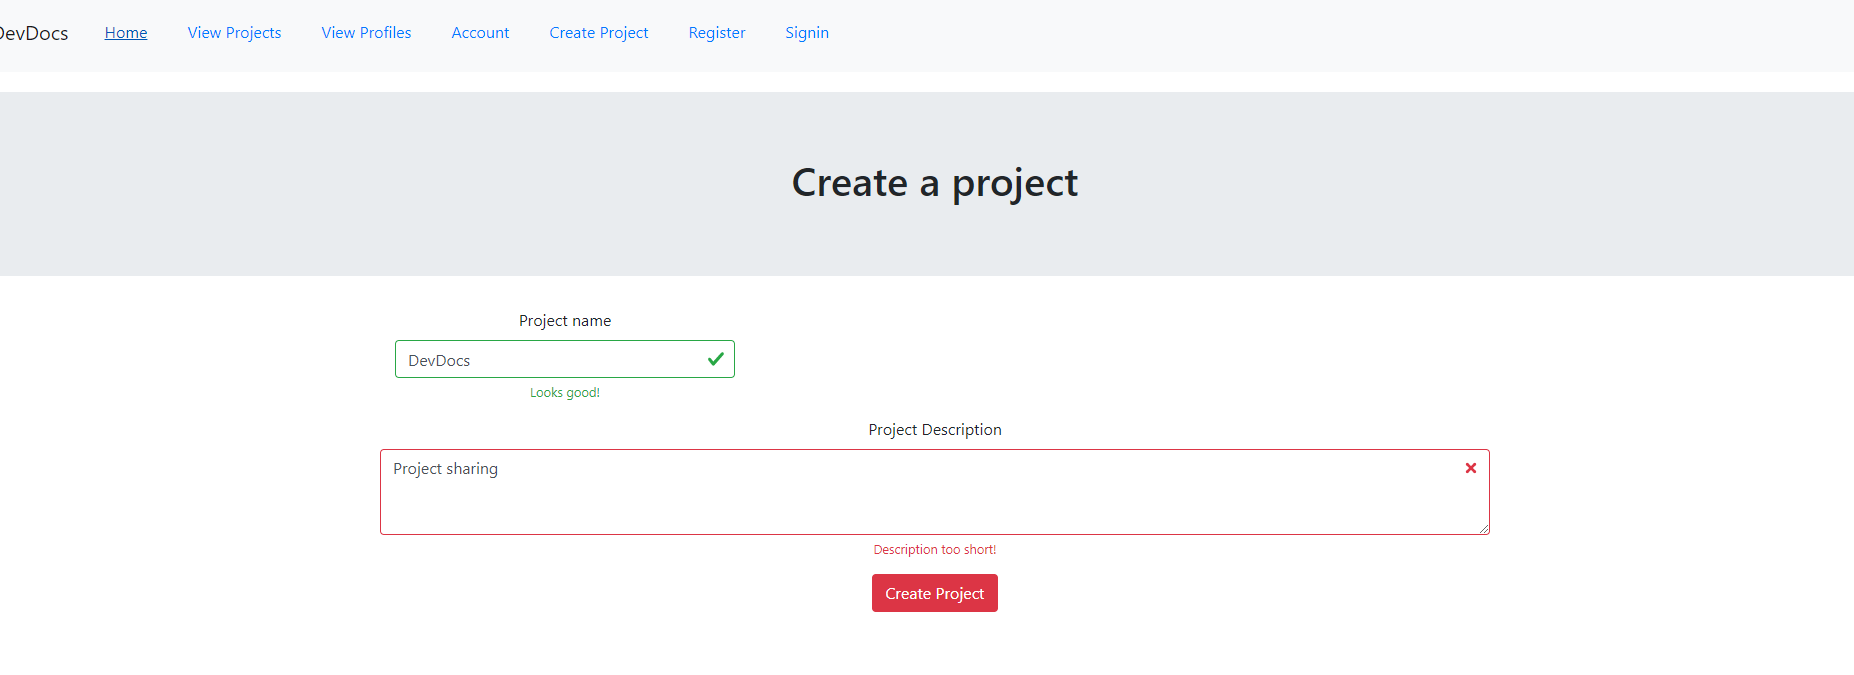 DevDocs Home View Projects View Profiles Account Create Project Register Signin
Create a project
Project name
DevDocs
Looks good!
Project Description
Project sharing
Description too short!
Create Project